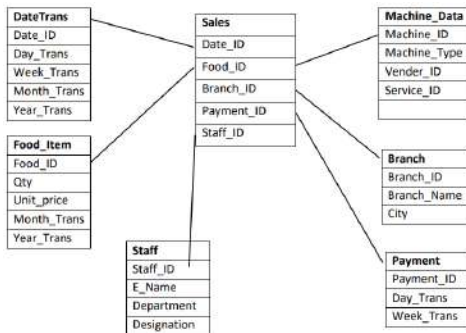 DateTrans
Date_ID
Day_Trans
Week_Trans
Month_Trans
Year_Trans
Food_Item
Food_ID
Qty
Unit_price
Month_Trans
Year_Trans
Sales
Date_ID
Food_ID
Branch_ID
Payment_ID
Staff_ID
Staff
Staff_ID
E_Name
Department
Designation
Machine_Data
Machine_ID
Machine_Type
Vender_ID
Service_ID
Branch
Branch_ID
Branch_Name
City
Payment
Payment_ID
Day_Trans
Week_Trans